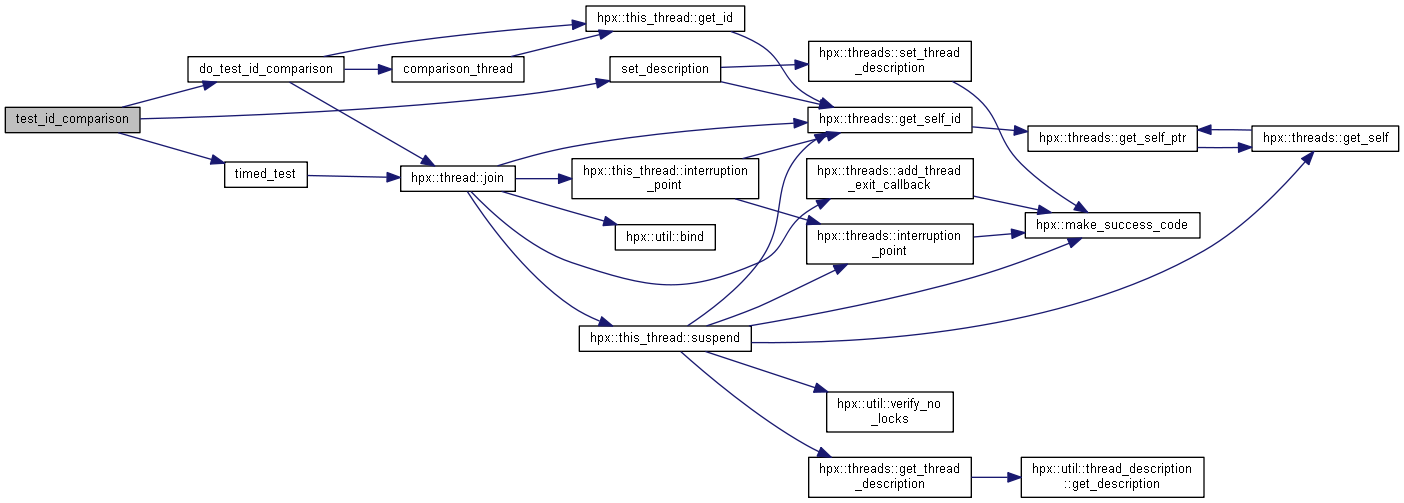 test_id_comparison
do_test_id_comparison
timed_test
hpx::this_thread::get_id
comparison_thread
set_description
hpx::thread::join
hpx::this_thread::interruption
_point
hpx::util::bind
hpx::this_thread::suspend
hpx::threads::set_thread
_description
hpx::threads::get_self_id
hpx::threads::add_thread
_exit_callback
hpx::threads::interruption
_point
hpx::util::verify_no
_locks
hpx::threads::get_thread
_description
hpx::threads::get_self_ptr
hpx::make_success_code
hpx::util::thread_description
::get_description
hpx::threads::get_self